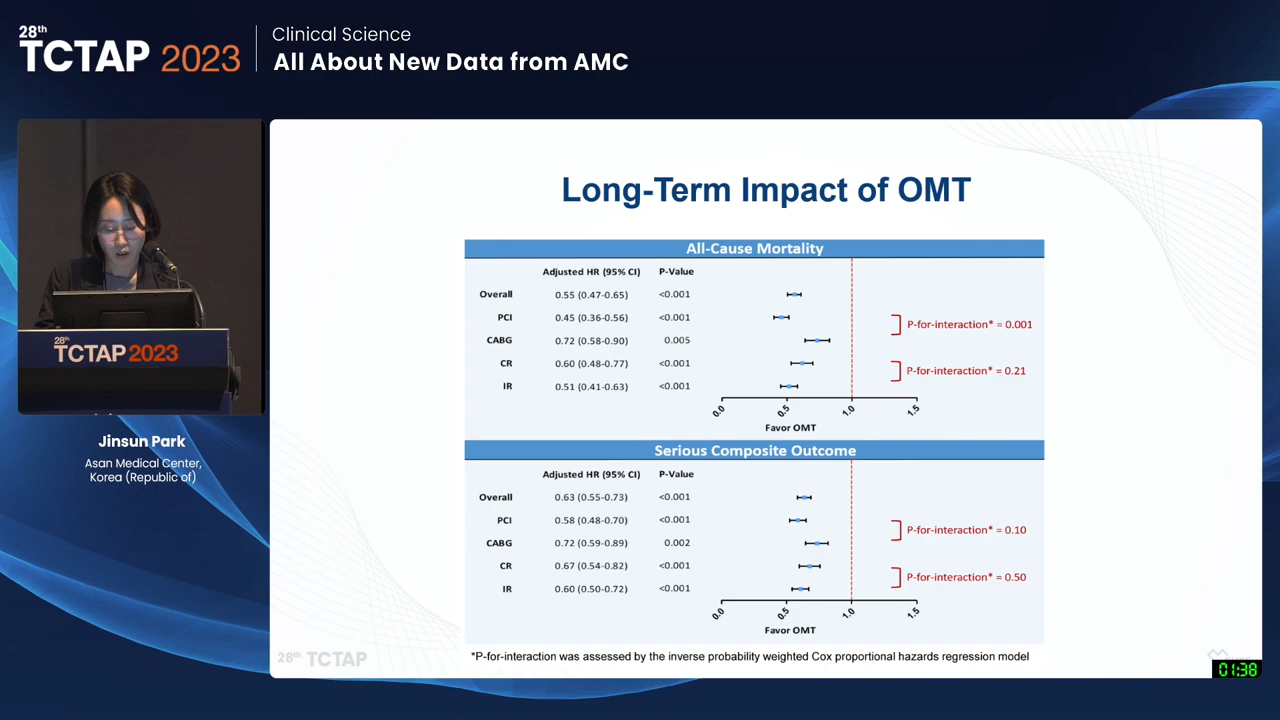 28th
TCTAP 2023
Clinical Science
All About New Data from AMC
28th
TCTAP 2023
Jinsun Park
Asan Medical Center,
Korea (Republic of)
Long-Term Impact of OMT
All-Cause Mortality
Adjusted HR (95% CI) P-Value
Overall 0.55 (0.47-0.65) <0.001
PCI 0.45 (0.36-0.56) <0.001
P-for-interaction* = 0.001
CABG 0.72 (0.58-0.90) 0.005
CR 0.60 (0.48-0.77) <0.001
P-for-interaction* = 0.21
IR 0.51 (0.41-0.63) <0.001
0.0 0.5 1.0 1.5
Favor OMT
Serious Composite Outcome
Adjusted HR (95% CI) P-Value
Overall 0.63 (0.55-0.73) <0.001
PCI 0.58 (0.48-0.70) <0.001
P-for-interaction* = 0.10
CABG 0.72 (0.59-0.89) 0.002
CR 0.67 (0.54-0.82) <0.001
P-for-interaction* = 0.50
IR 0.60 (0.50-0.72) <0.001
0.0 0.5 1.0 1.5
Favor OMT
*P-for-interaction was assessed by the inverse probability weighted Cox proportional hazards regression model
28th TCTAP
01:38